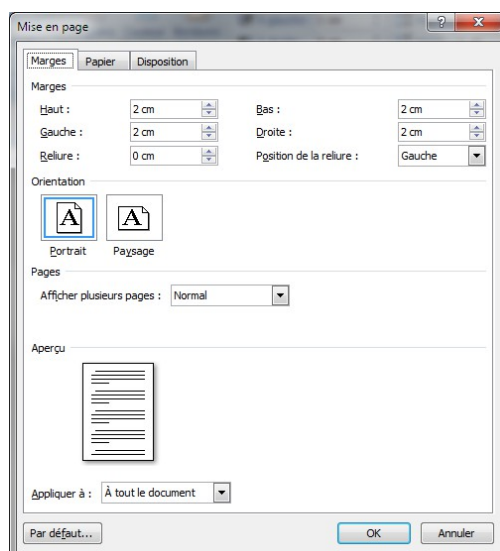 Mise en page
Marges Papier Disposition
Marges
Haut : 2 cm Bas : 2 cm
Gauche : 2 cm Droite : 2 cm
Reliure : 0 cm Position de la reliure : Gauche
Orientation
A A
Portrait Paysage
Pages
Afficher plusieurs pages : Normal
Aperçu
Appliquer à : À tout le document
Par défaut... OK Annuler